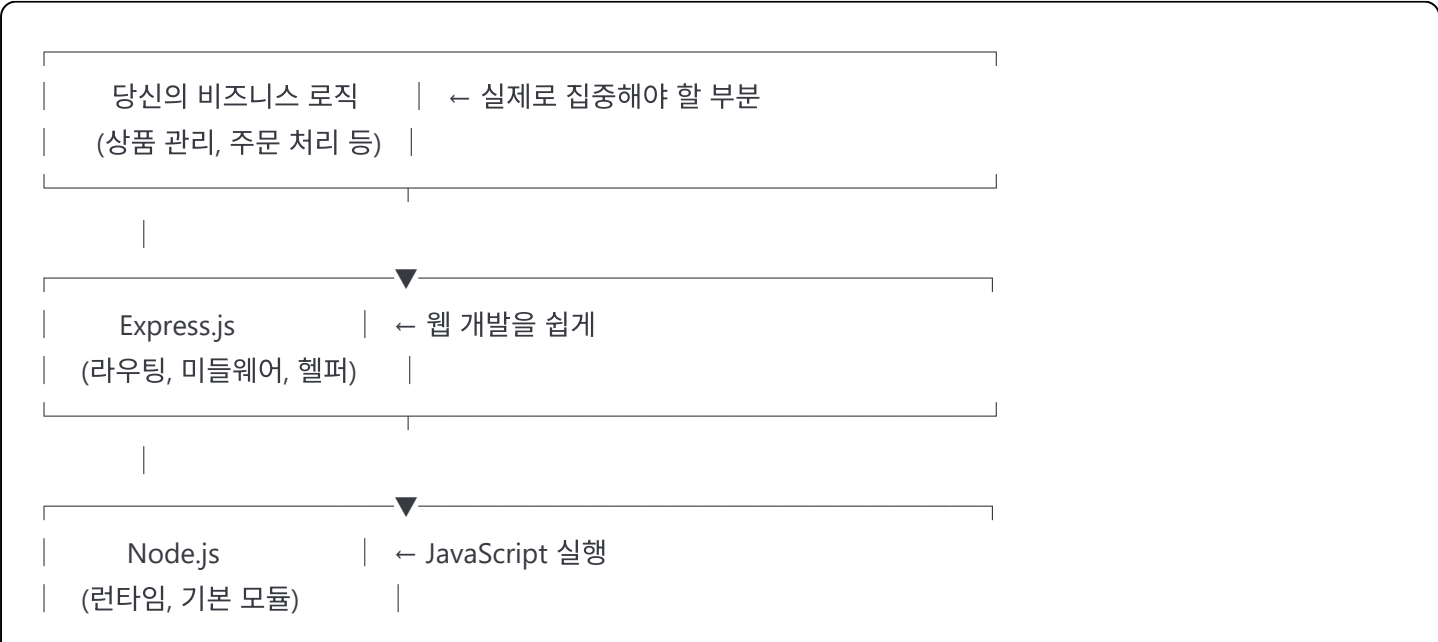 당신의 비즈니스 로직 ← 실제로 집중해야 할 부분
(상품 관리, 주문 처리 등)
▼
Express.js ← 웹 개발을 쉽게
(라우팅, 미들웨어, 헬퍼)
▼
Node.js ← JavaScript 실행
(런타임, 기본 모듈)